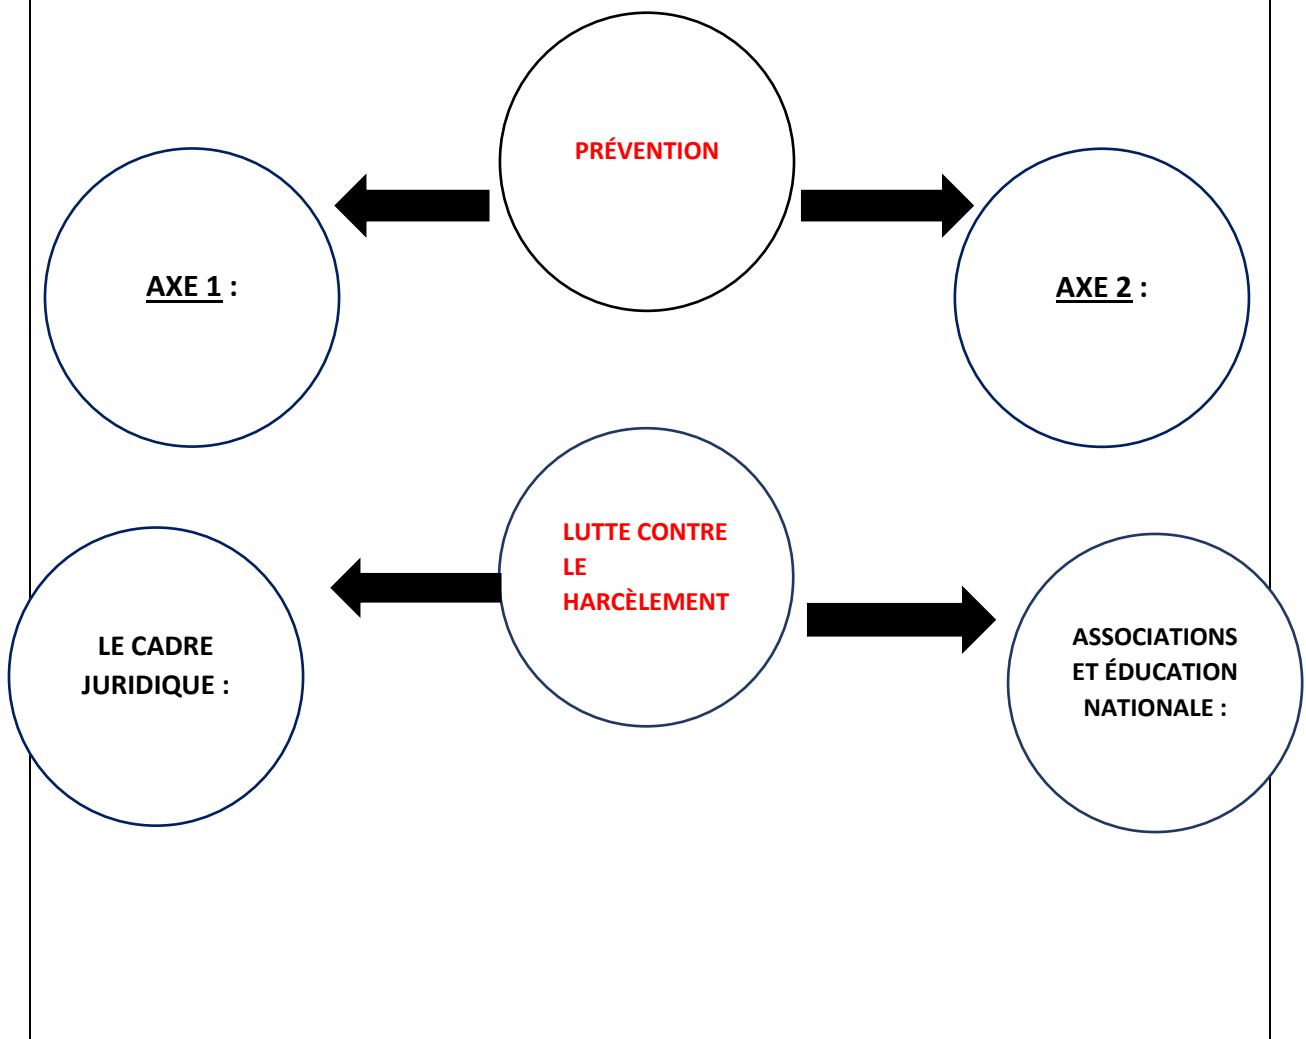 PRÉVENTION
AXE 1 :
AXE 2 :
LUTTE CONTRE
LE
HARCÈLEMENT
LE CADRE
JURIDIQUE :
ASSOCIATIONS
ET ÉDUCATION
NATIONALE :